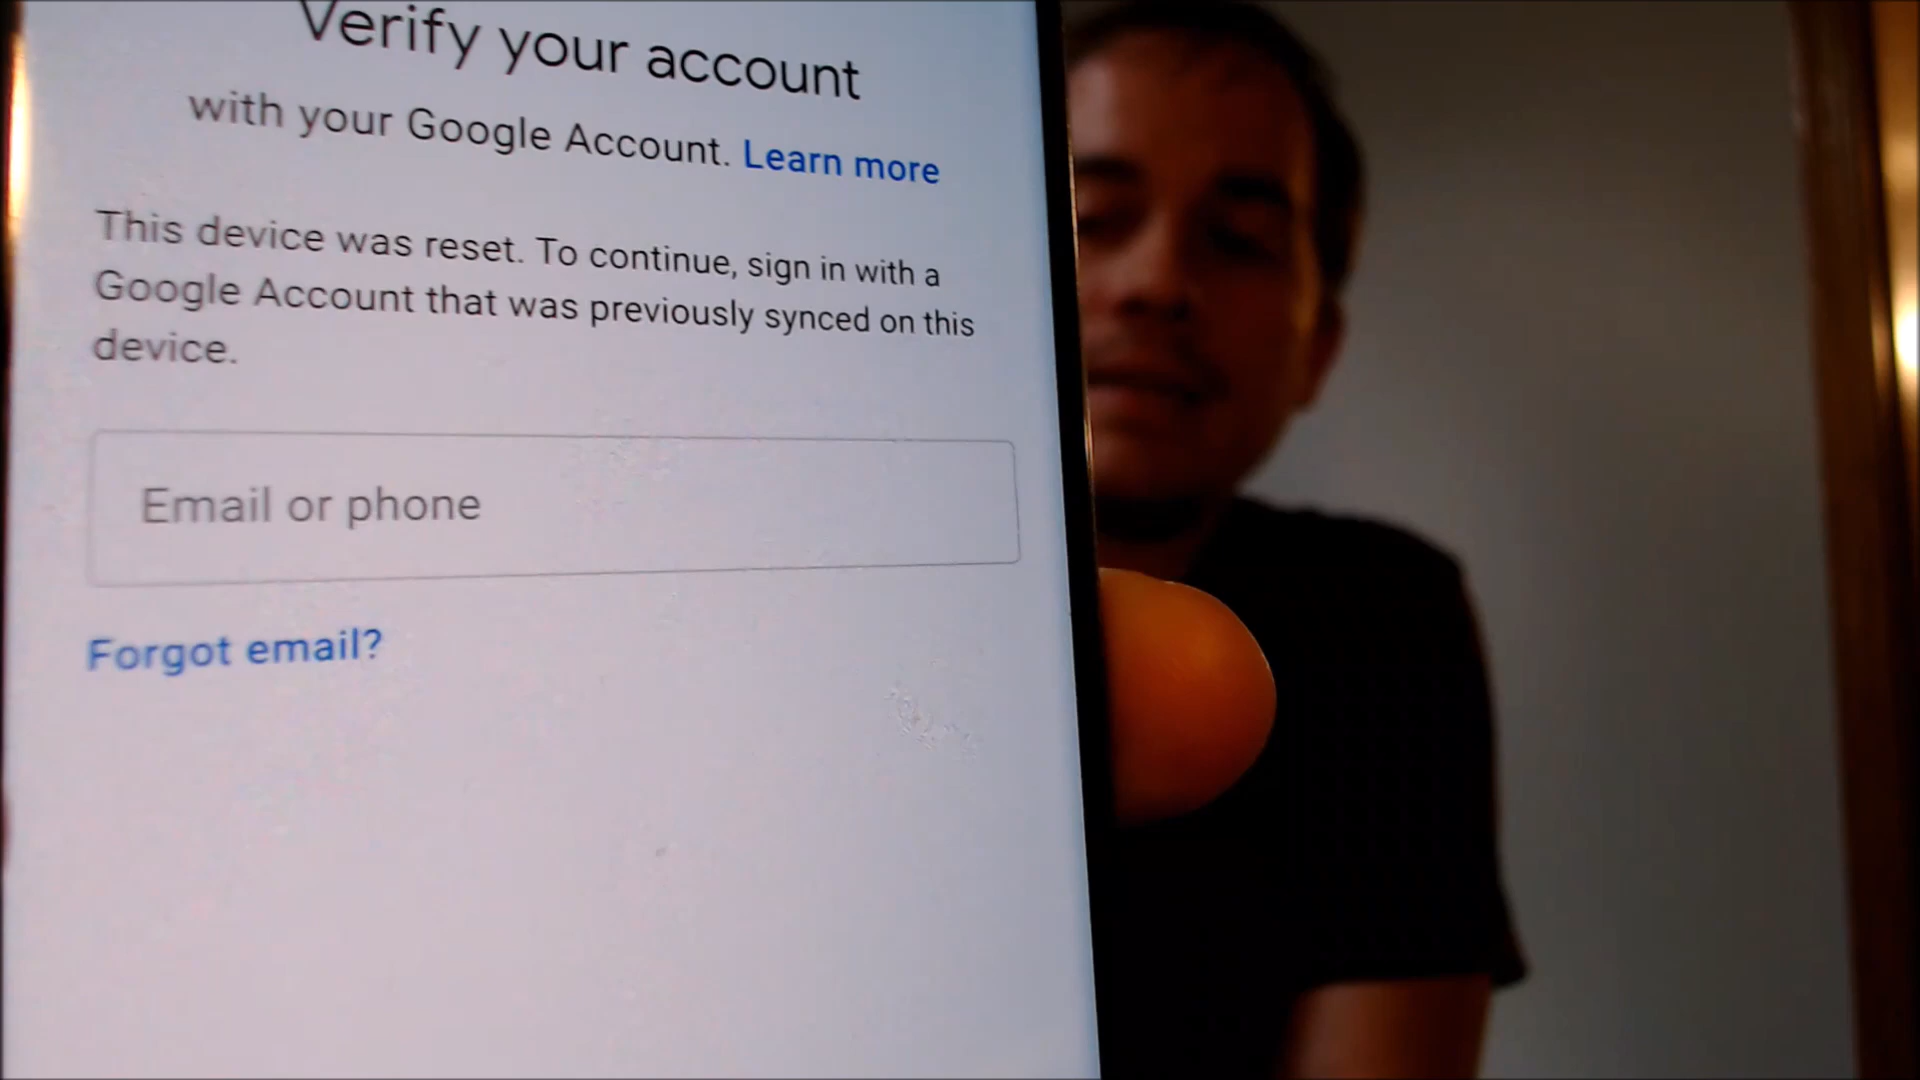 Verify your account
with your Google Account. Learn more
This device was reset. To continue, sign in with a
Google Account that was previously synced on this
device.
Email or phone
Forgot email?